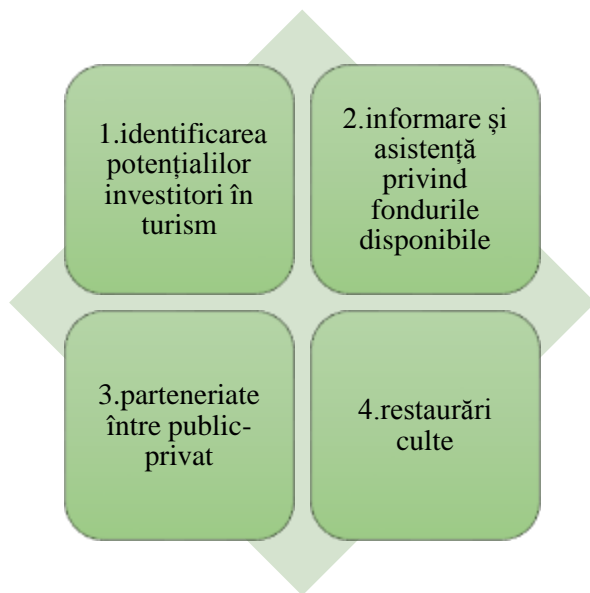 1.identificarea
potențialilor
investitori în
turism
2.informare și
asistență
privind
fondurile
disponibile
3.parteneriate
între public-
privat
4.restaurări
culte